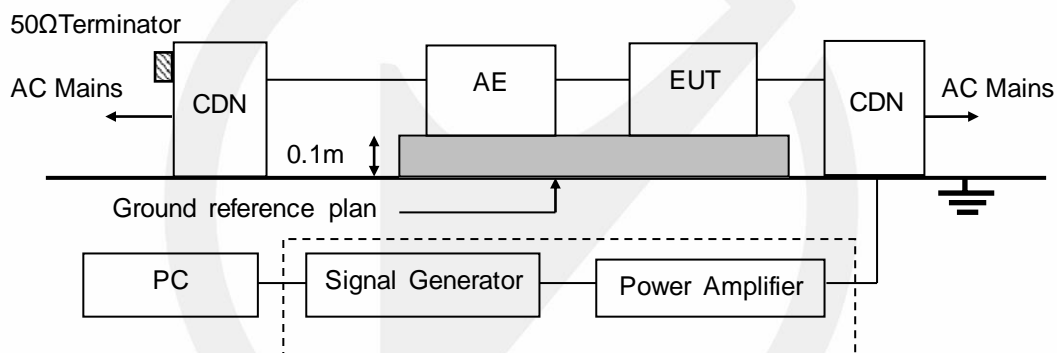 50ΩTerminator
AC Mains
CDN
AE
EUT
CDN
AC Mains
0.1m
Ground reference plan
PC
Signal Generator
Power Amplifier